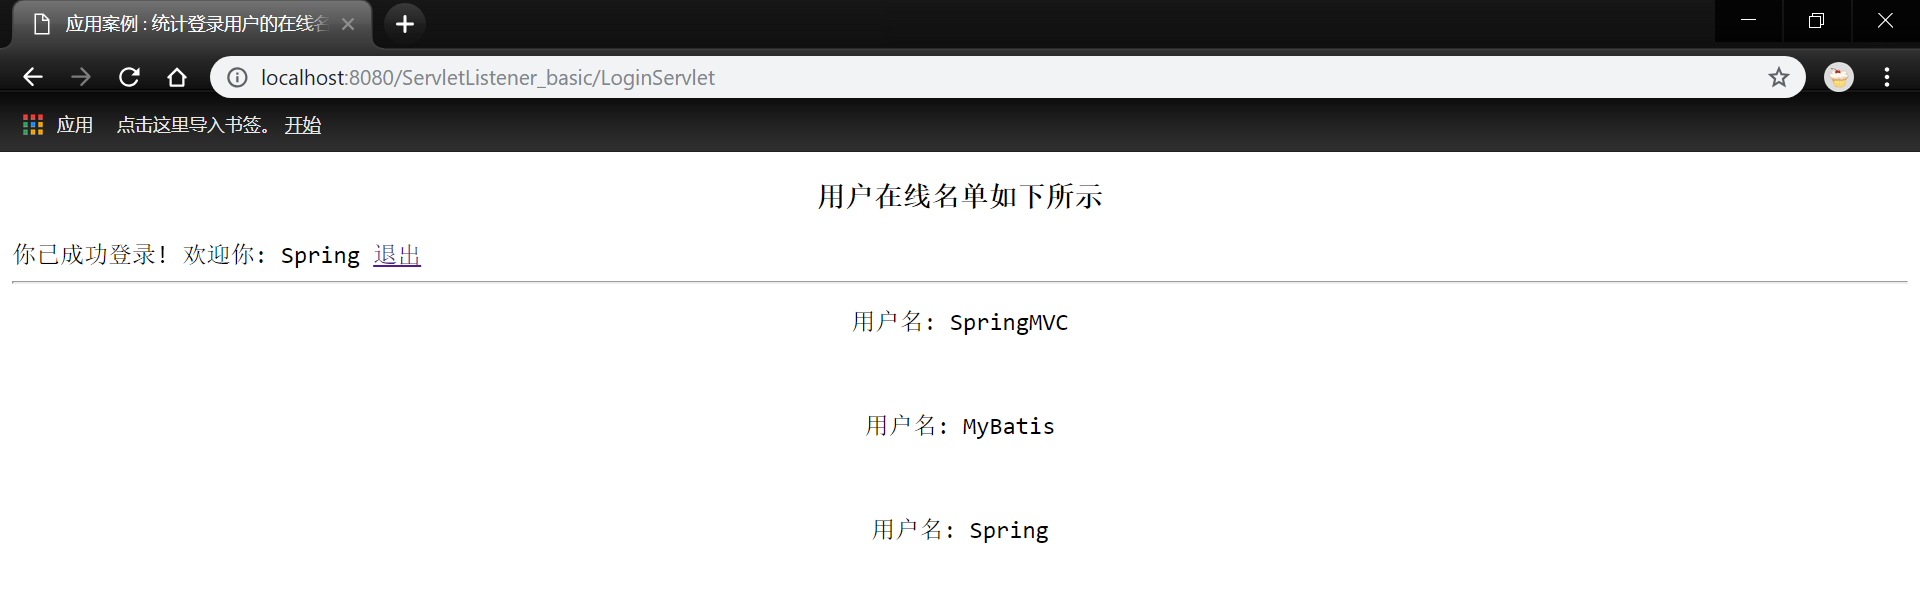 应用案例 : 统计登录用户的在线名
localhost:8080/ServletListener_basic/LoginServlet
应用 点击这里导入书签。 开始
用户在线名单如下所示
你已成功登录! 欢迎你: Spring 退出
用户名: SpringMVC
用户名: MyBatis
用户名: Spring